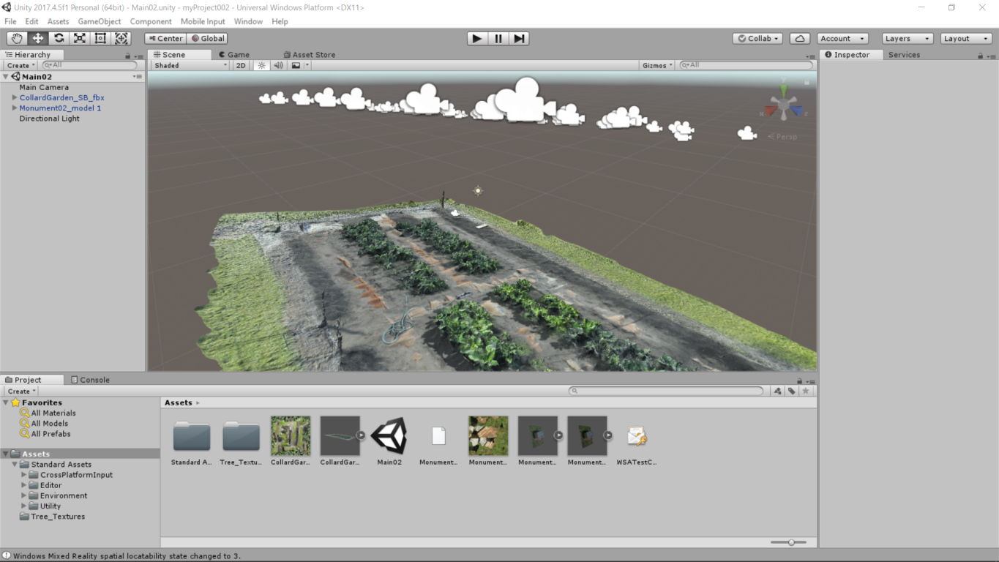 Unity 2017.4.5f1 Personal (64bit) - Main02.unity - myProject002 - Universal Windows Platform <DX11>
File Edit Assets GameObject Component Mobile Input Window Help
Center Global Collab Account Layers Layout
Hierarchy
Create All
Main02
Main Camera
CollardGarden_SB_fbx
Monument02_model 1
Directional Light
Scene Game Asset Store
Shaded 2D Gizmos All
Y
X Z
Persp
Inspector Services
Project Console
Create
Favorites
All Materials
All Models
All Prefabs
Assets
Standard Assets
CrossPlatformInput
Editor
Environment
Utility
Tree_Textures
Assets
Standard A... Tree_Textu... CollardGar... CollardGar... Main02 Monument... Monument... Monument... Monument... WSATestC...
Windows Mixed Reality spatial locatability state changed to 3.